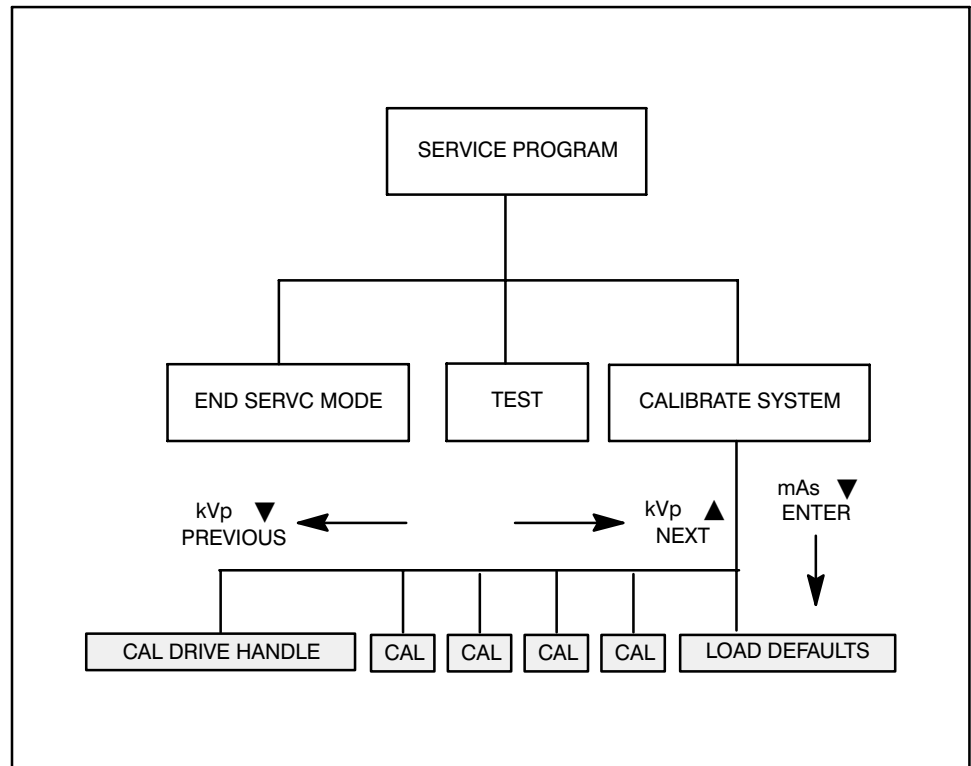 SERVICE PROGRAM
END SERVC MODE
TEST
CALIBRATE SYSTEM
kVp ▼
PREVIOUS
kVp ▲
NEXT
mAs ▼
ENTER
CAL DRIVE HANDLE
CAL
CAL
CAL
CAL
LOAD DEFAULTS